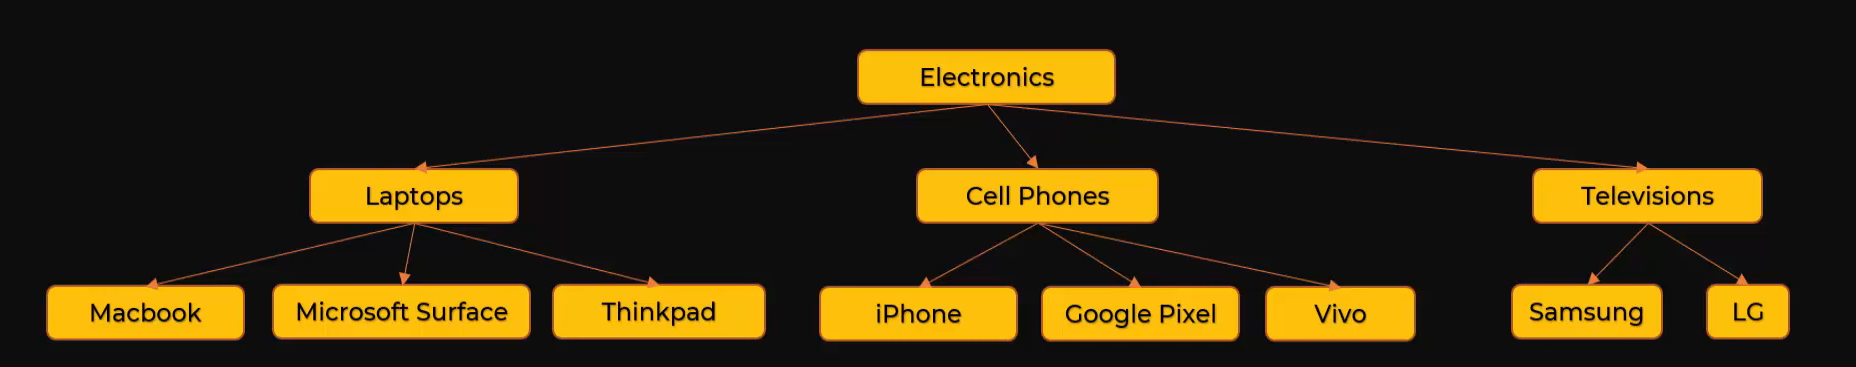 Electronics
Laptops
Cell Phones
Televisions
Macbook
Microsoft Surface
Thinkpad
iPhone
Google Pixel
Vivo
Samsung
LG